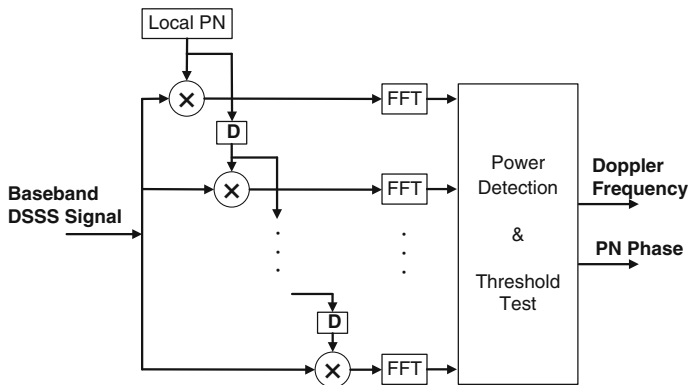 Local PN
×
FFT
D
×
FFT
Baseband
DSSS Signal
Power
Detection
&
Threshold
Test
Doppler
Frequency
PN Phase
D
×
FFT